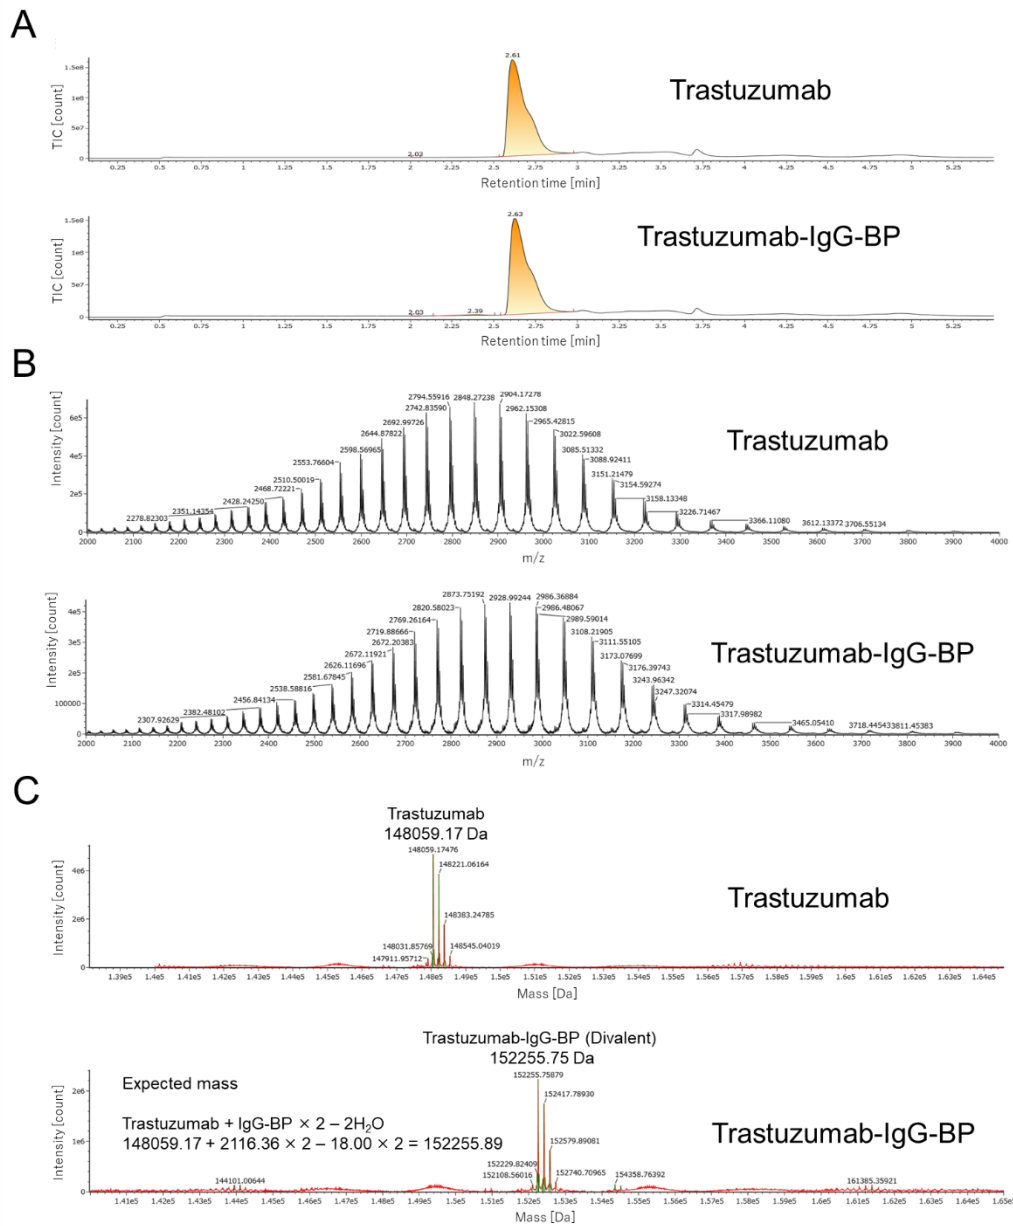 A
TIC [count]
1.5e8
1e8
5e7
0
2.61
2.03
Trastuzumab
0.25 0.5 0.75 1 1.25 1.5 1.75 2 2.25 2.5 2.75 3 3.25 3.5 3.75 4 4.25 4.5 4.75 5 5.25
Retention time [min]
TIC [count]
1.5e8
1e8
5e7
0
2.63
2.03
2.39
Trastuzumab-IgG-BP
0.25 0.5 0.75 1 1.25 1.5 1.75 2 2.25 2.5 2.75 3 3.25 3.5 3.75 4 4.25 4.5 4.75 5 5.25
Retention time [min]
B
Intensity [count]
6e5
4e5
2e5
0
2278.82303
2351.14354
2428.24250
2468.72221
2510.50019
2553.76604
2598.56965
2644.87822
2692.99726
2742.83590
2794.55916
2848.27238
2904.17278
2962.15308
2965.42815
3022.59608
3085.51332
3088.92411
3151.21479
3154.59274
3158.13348
3226.71467
3366.11080
3612.13372
3706.55134
Trastuzumab
2000 2100 2200 2300 2400 2500 2600 2700 2800 2900 3000 3100 3200 3300 3400 3500 3600 3700 3800 3900 4000
m/z
Intensity [count]
4e5
3e5
2e5
100000
0
2307.92629
2382.48102
2456.84134
2538.58816
2581.67845
2626.11696
2672.11921
2672.20383
2719.88666
2769.26164
2820.58023
2873.75192
2928.99244
2986.36884
2986.48067
2989.59014
3108.21905
3111.55105
3173.07699
3176.39743
3243.96342
3247.32074
3314.45479
3317.98982
3465.05410
3718.44543
3811.45383
Trastuzumab-IgG-BP
2000 2100 2200 2300 2400 2500 2600 2700 2800 2900 3000 3100 3200 3300 3400 3500 3600 3700 3800 3900 4000
m/z
C
Trastuzumab
148059.17 Da
Intensity [count]
4e6
2e6
0
148059.17476
148221.06164
148383.24785
148031.85769
148545.04019
147911.95712
Trastuzumab
1.39e5 1.4e5 1.41e5 1.42e5 1.43e5 1.44e5 1.45e5 1.46e5 1.47e5 1.48e5 1.49e5 1.5e5 1.51e5 1.52e5 1.53e5 1.54e5 1.55e5 1.56e5 1.57e5 1.58e5 1.59e5 1.6e5 1.61e5 1.62e5 1.63e5 1.64e5
Mass [Da]
Trastuzumab-IgG-BP (Divalent)
152255.75 Da
Intensity [count]
2e6
1e6
0
Expected mass
Trastuzumab + IgG-BP × 2 – 2H₂O
148059.17 + 2116.36 × 2 – 18.00 × 2 = 152255.89
152255.75879
152417.78930
152579.89081
152229.82409
152108.56016
152740.70965
154358.76392
144101.00644
161385.35921
Trastuzumab-IgG-BP
1.41e5 1.42e5 1.43e5 1.44e5 1.45e5 1.46e5 1.47e5 1.48e5 1.49e5 1.5e5 1.51e5 1.52e5 1.53e5 1.54e5 1.55e5 1.56e5 1.57e5 1.58e5 1.59e5 1.6e5 1.61e5 1.62e5 1.63e5 1.64e5 1.65e5
Mass [Da]